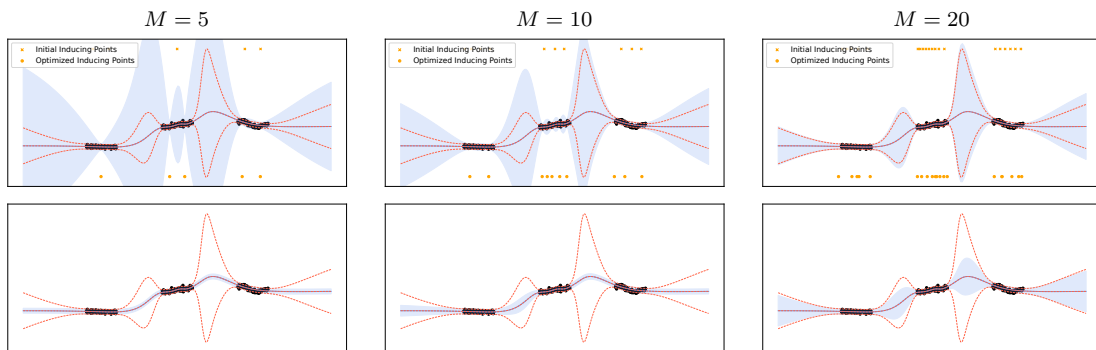 M = 5
M = 10
M = 20
Initial Inducing Points
Optimized Inducing Points
Initial Inducing Points
Optimized Inducing Points
Initial Inducing Points
Optimized Inducing Points